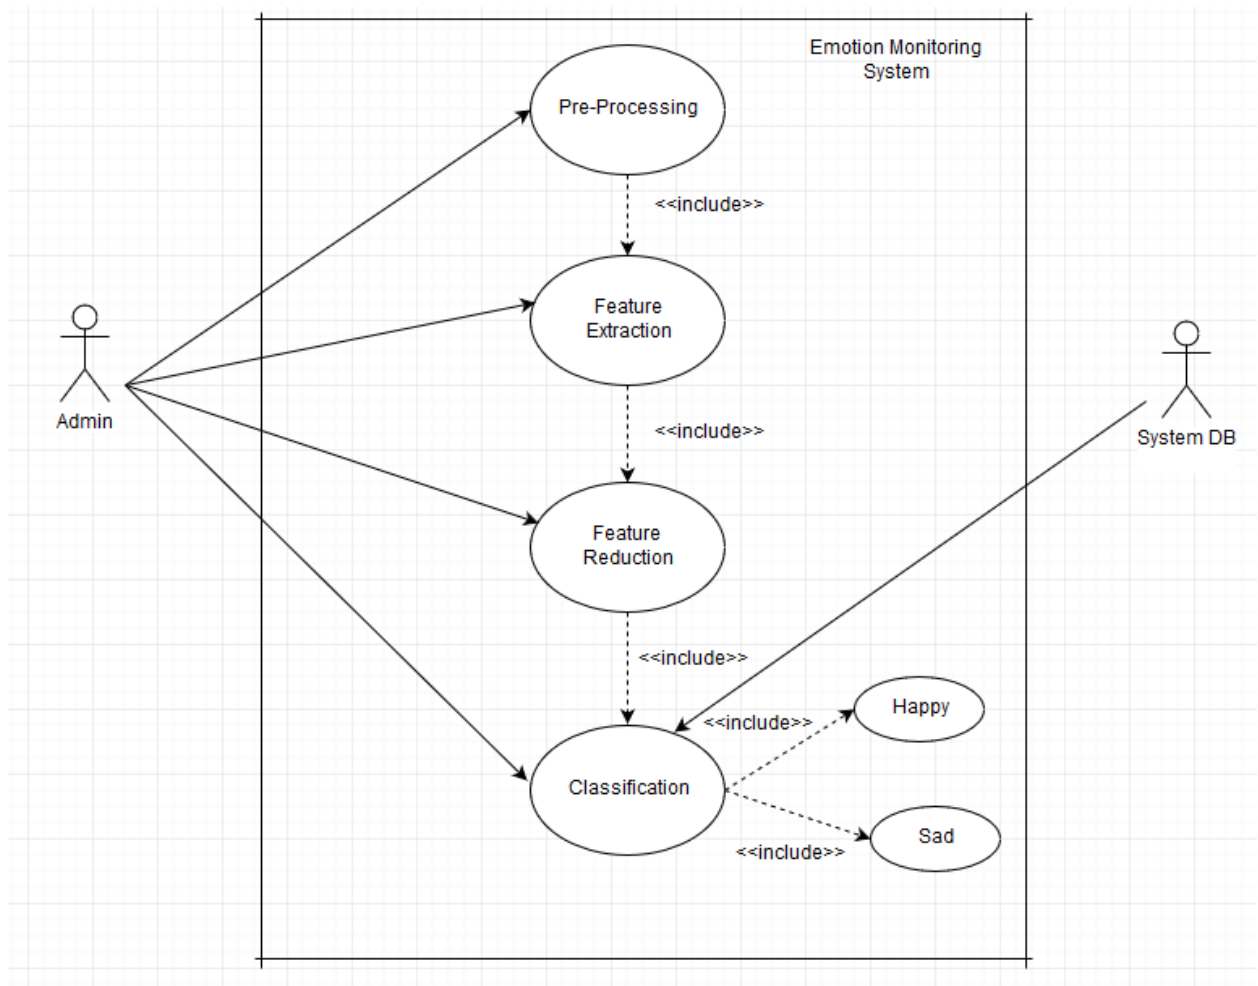 Emotion Monitoring
System
Pre-Processing
<<include>>
Feature
Extraction
Admin
System DB
<<include>>
Feature
Reduction
<<include>>
<<include>>
Happy
Classification
Sad
<<include>>